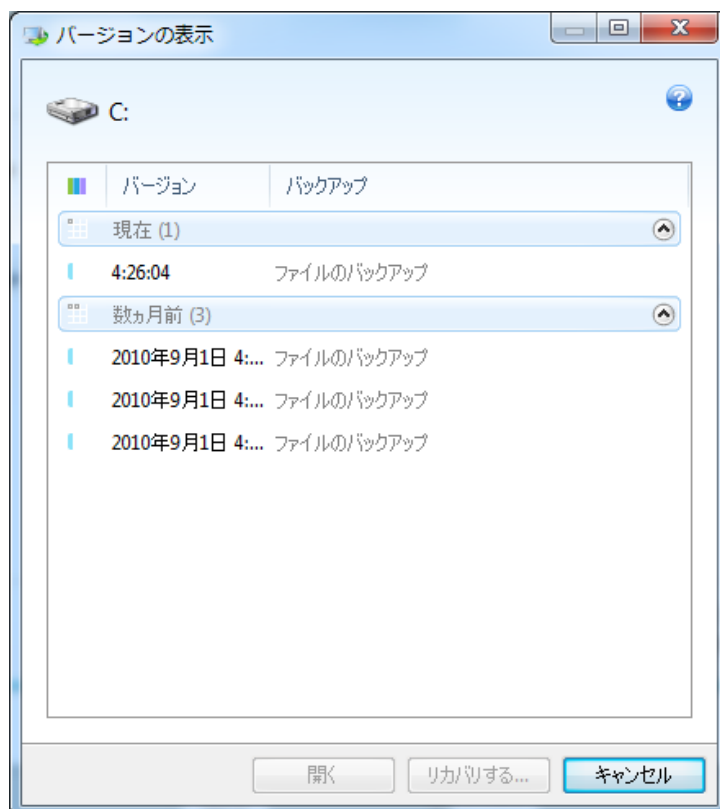 バージョンの表示
C:
バージョン バックアップ
現在 (1)
4:26:04 ファイルのバックアップ
数ヵ月前 (3)
2010年9月1日 4:... ファイルのバックアップ
2010年9月1日 4:... ファイルのバックアップ
2010年9月1日 4:... ファイルのバックアップ
開く リカバリする... キャンセル